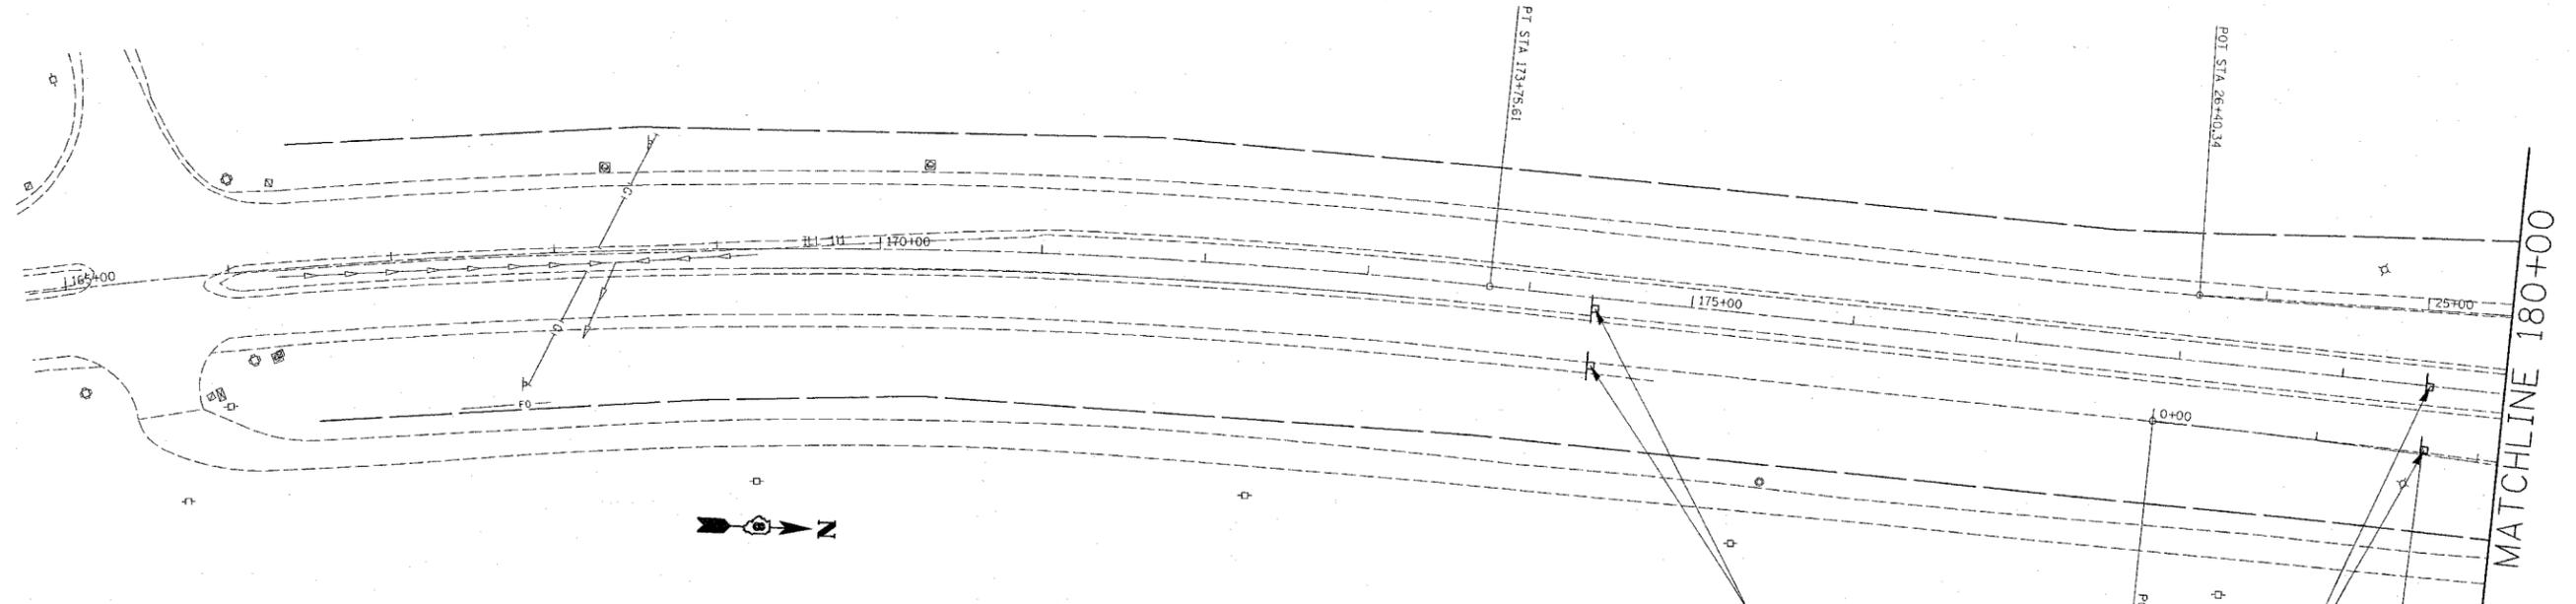 PT STA 173+75.61
POT STA 26+40.34
165+00
170+00
175+00
25+00
0+00
FO
N
MATCHLINE 180+00